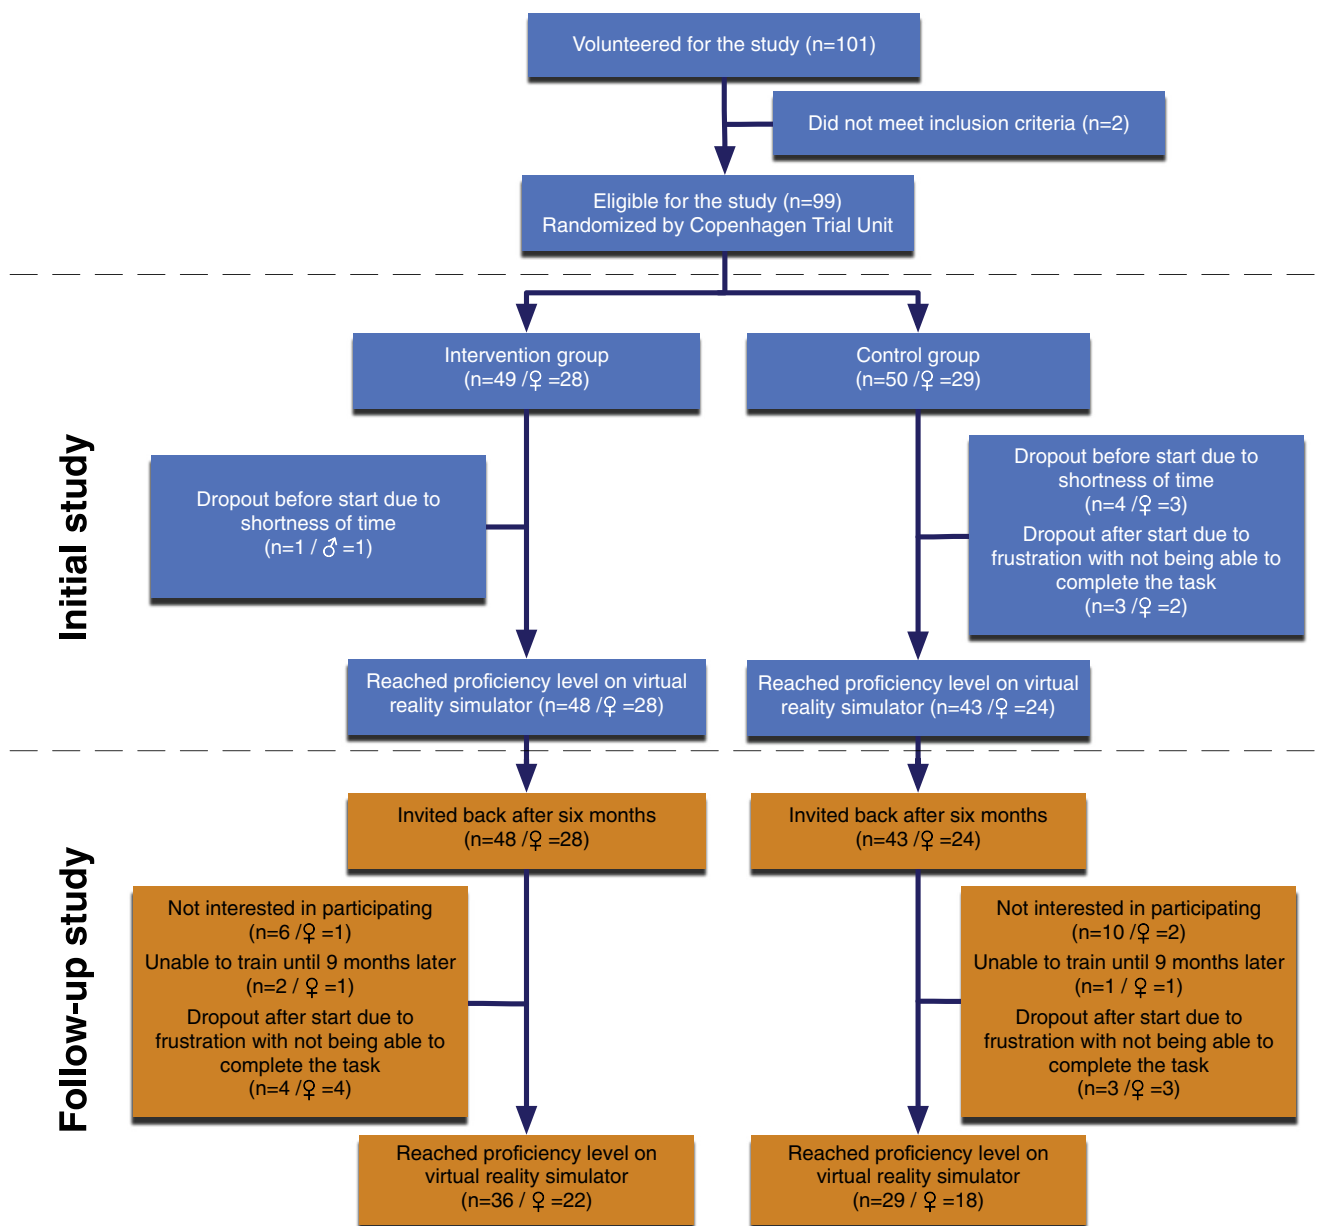 Volunteered for the study (n=101)
Did not meet inclusion criteria (n=2)
Eligible for the study (n=99)
Randomized by Copenhagen Trial Unit
Initial study
Intervention group
(n=49 /♀ =28)
Control group
(n=50 /♀ =29)
Dropout before start due to
shortness of time
(n=1 / ♂ =1)
Dropout before start due to
shortness of time
(n=4 /♀ =3)
Dropout after start due to
frustration with not being able to
complete the task
(n=3 /♀ =2)
Reached proficiency level on virtual
reality simulator (n=48 /♀ =28)
Reached proficiency level on virtual
reality simulator (n=43 /♀ =24)
Follow-up study
Invited back after six months
(n=48 /♀ =28)
Invited back after six months
(n=43 /♀ =24)
Not interested in participating
(n=6 /♀ =1)
Unable to train until 9 months later
(n=2 / ♀ =1)
Dropout after start due to
frustration with not being able to
complete the task
(n=4 /♀ =4)
Not interested in participating
(n=10 /♀ =2)
Unable to train until 9 months later
(n=1 / ♀ =1)
Dropout after start due to
frustration with not being able to
complete the task
(n=3 /♀ =3)
Reached proficiency level on
virtual reality simulator
(n=36 / ♀ =22)
Reached proficiency level on
virtual reality simulator
(n=29 / ♀ =18)